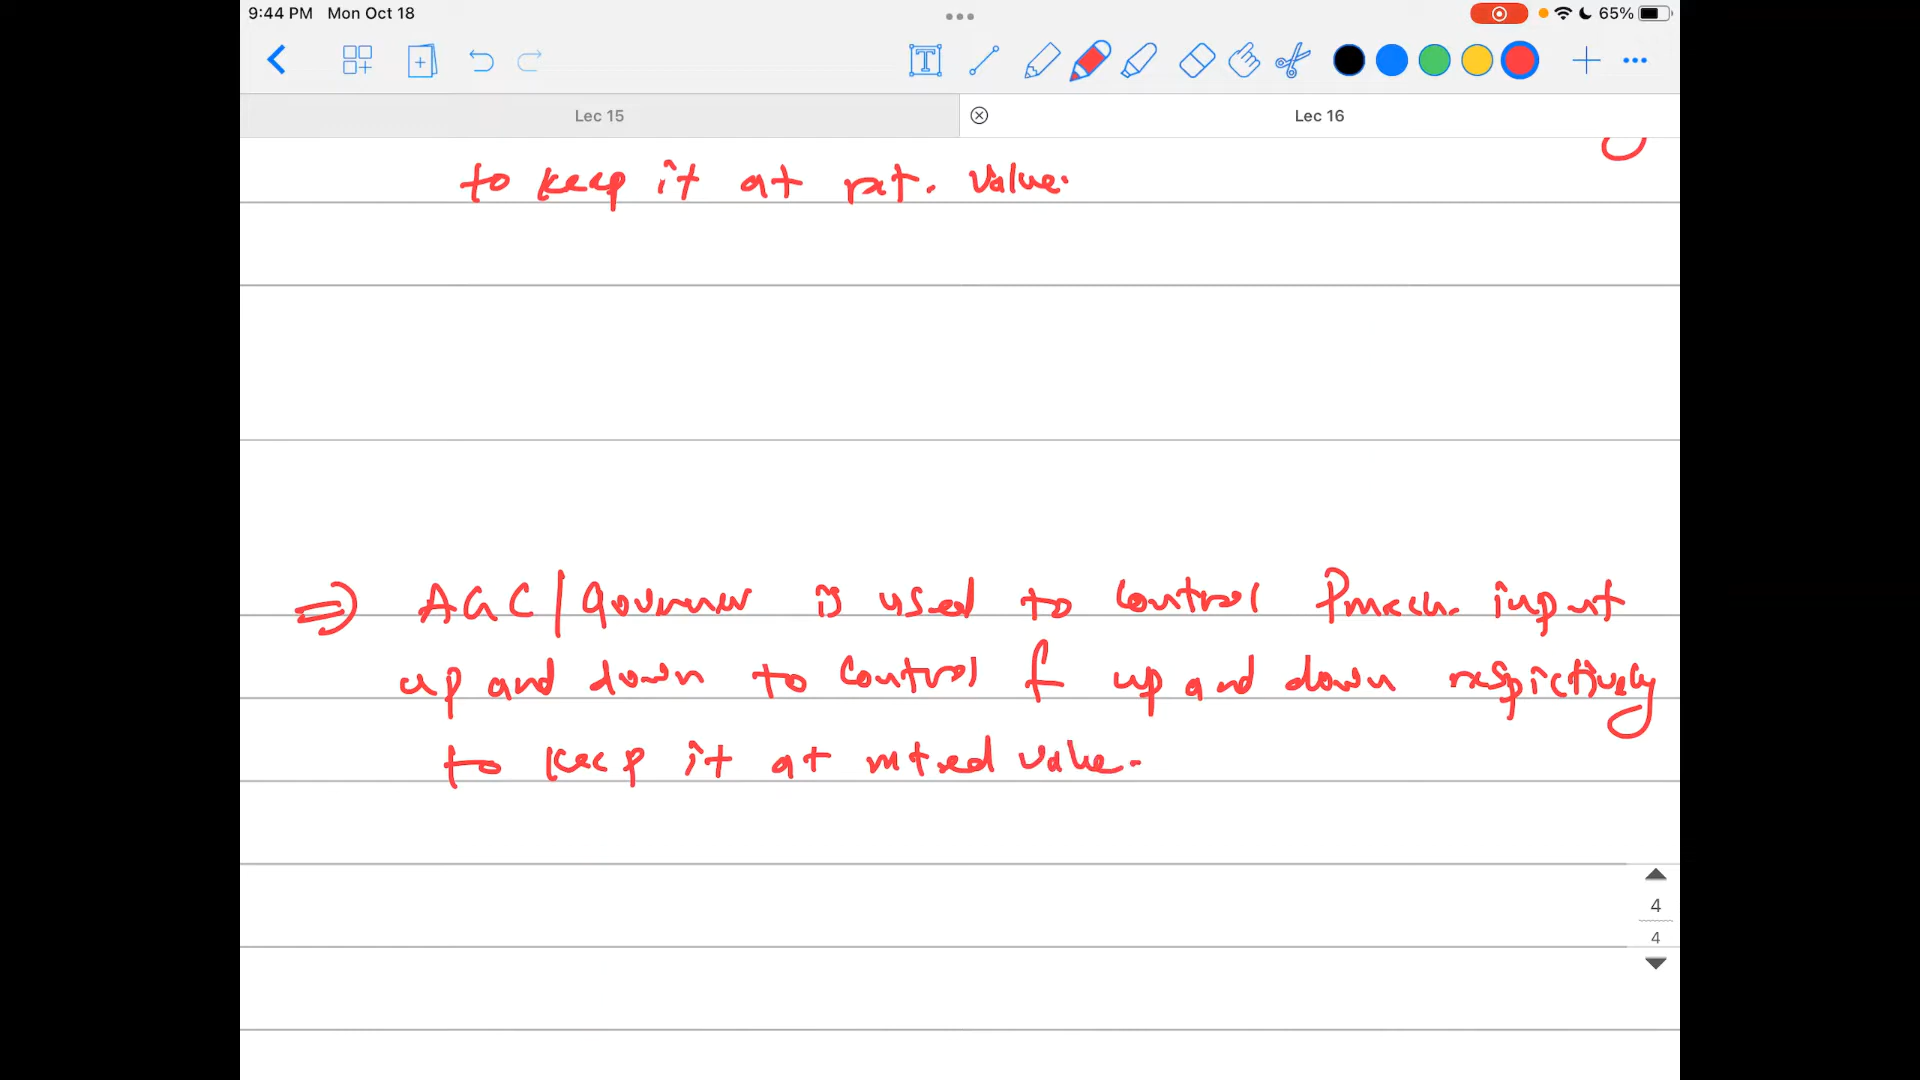 9:44 PM Mon Oct 18
65%
Lec 15
Lec 16
to keep it at rat. value.
⇒ AGC/Governer is used to control Pmech. input
up and down to control f up and down respictively
to keep it at rated value.
4
4